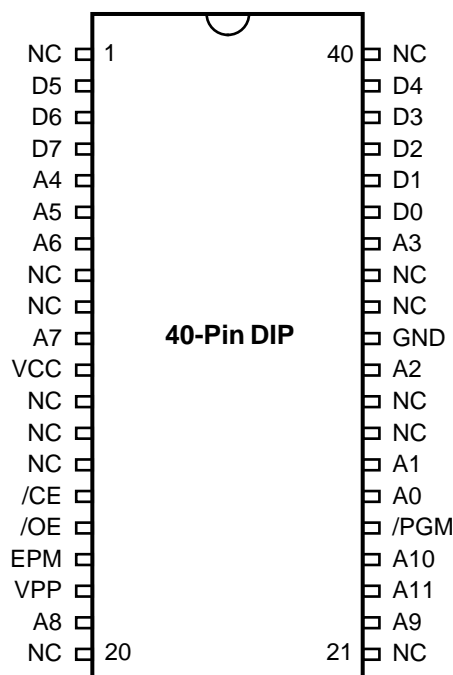 NC 1 40 NC
D5 D4
D6 D3
D7 D2
A4 D1
A5 D0
A6 A3
NC NC
NC NC
A7 40-Pin DIP GND
VCC A2
NC NC
NC NC
NC A1
/CE A0
/OE /PGM
EPM A10
VPP A11
A8 A9
NC 20 21 NC